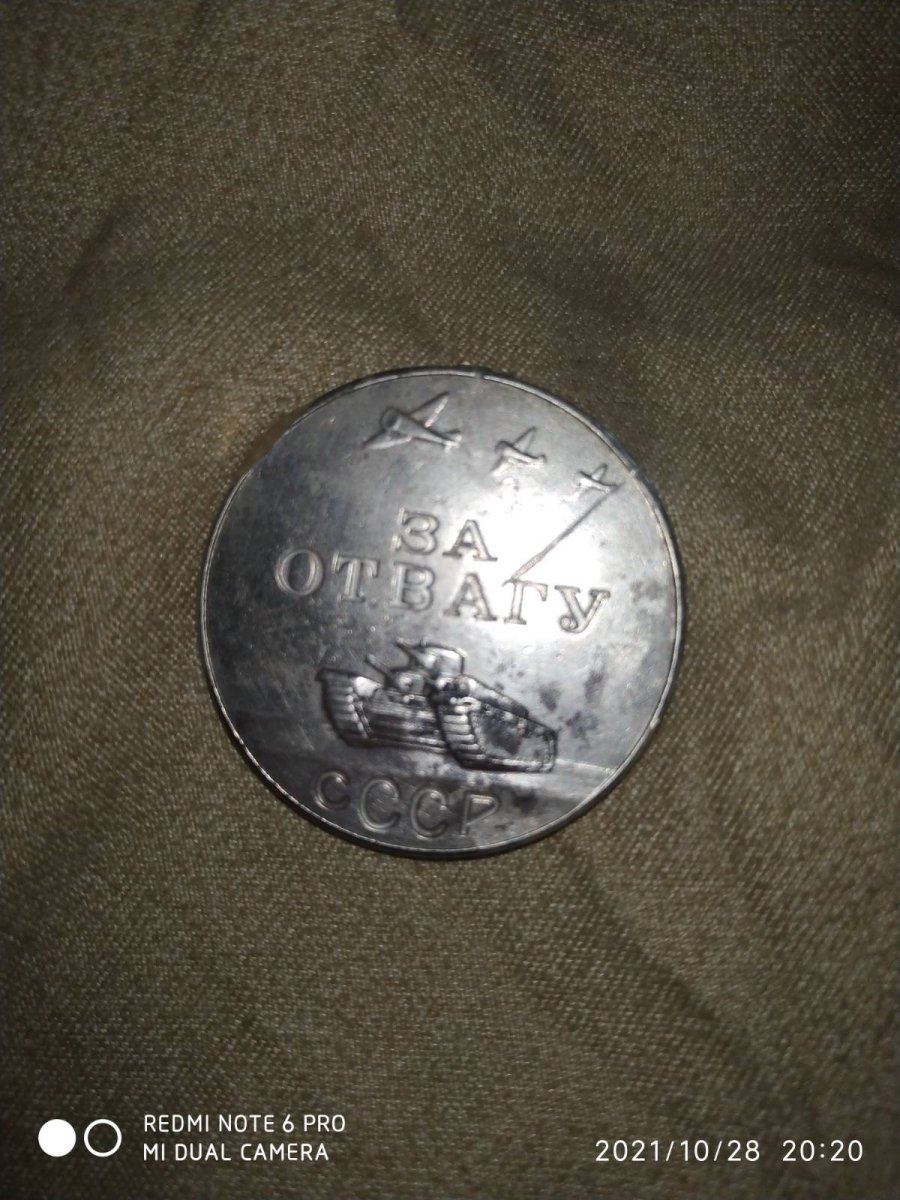 ЗА
ОТВАГУ
СССР
REDMI NOTE 6 PRO
MI DUAL CAMERA
2021/10/28 20:20